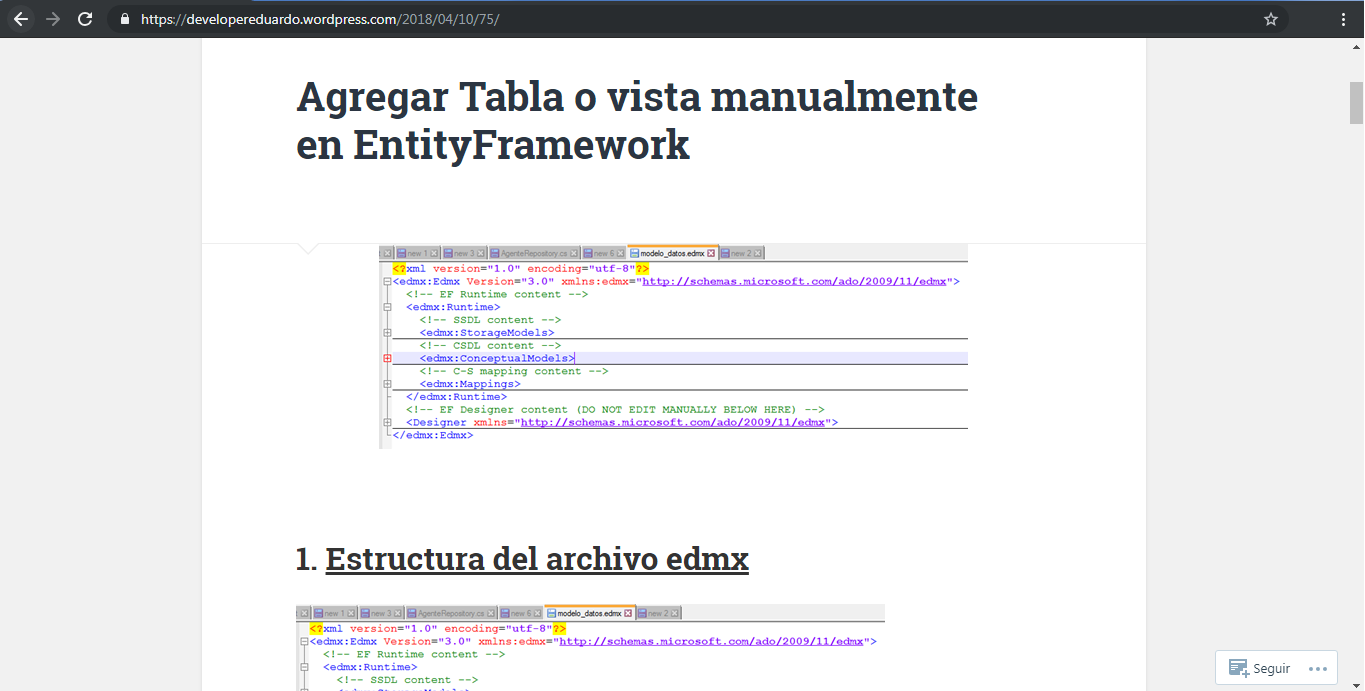 https://developereduardo.wordpress.com/2018/04/10/75/
Agregar Tabla o vista manualmente
en EntityFramework
new 1 new 3 AgenteRepository.cs new 6 modelo_datos.edmx new 2
<?xml version="1.0" encoding="utf-8"?>
<edmx:Edmx Version="3.0" xmlns:edmx="http://schemas.microsoft.com/ado/2009/11/edmx">
<!-- EF Runtime content -->
<edmx:Runtime>
<!-- SSDL content -->
<edmx:StorageModels>
<!-- CSDL content -->
<edmx:ConceptualModels>
<!-- C-S mapping content -->
<edmx:Mappings>
</edmx:Runtime>
<!-- EF Designer content (DO NOT EDIT MANUALLY BELOW HERE) -->
<Designer xmlns="http://schemas.microsoft.com/ado/2009/11/edmx">
</edmx:Edmx>
1. Estructura del archivo edmx
new 1 new 3 AgenteRepository.cs new 6 modelo_datos.edmx new 2
<?xml version="1.0" encoding="utf-8"?>
<edmx:Edmx Version="3.0" xmlns:edmx="http://schemas.microsoft.com/ado/2009/11/edmx">
<!-- EF Runtime content -->
<edmx:Runtime>
<!-- SSDL content -->
Seguir